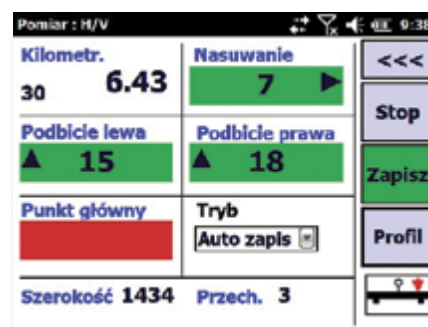 Pomiar : H/V 9:38
Kilometr. Nasuwanie <<<
30 6.43 7
Stop
Podbicie lewa Podbicie prawa
15 18
Zapisz
Punkt główny Tryb
Auto zapis Profil
Szerokość 1434 Przech. 3